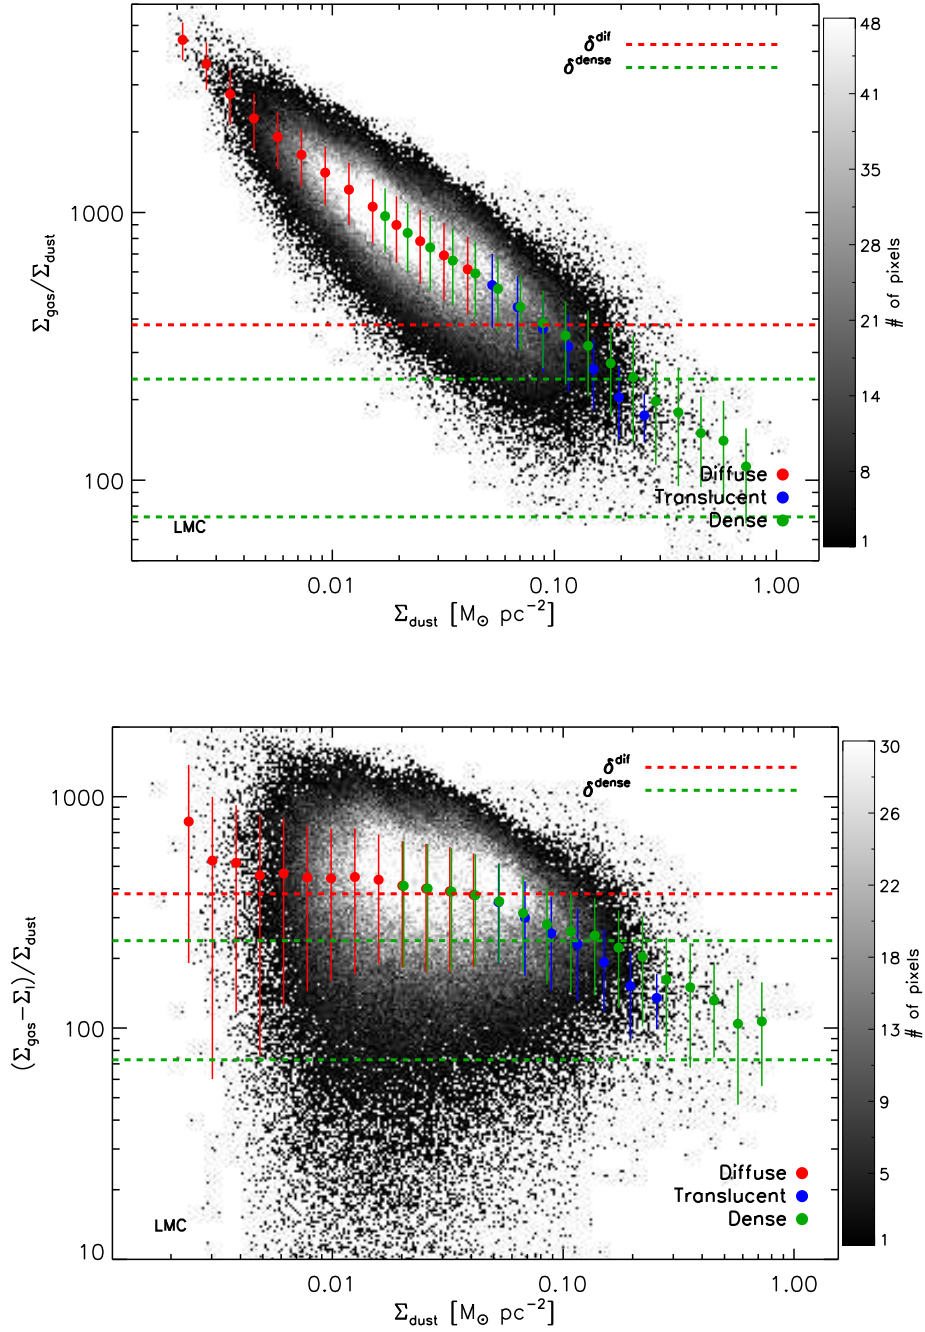 δ^dif
δ^dense
1000
100
Σgas/Σdust
Diffuse
Translucent
Dense
LMC
0.01 0.10 1.00
Σdust [M⊙ pc⁻²]
48
41
35
28
21
14
8
1
# of pixels
δ^dif
δ^dense
1000
100
10
(Σgas−Σ1)/Σdust
Diffuse
Translucent
Dense
LMC
0.01 0.10 1.00
Σdust [M⊙ pc⁻²]
30
26
22
17
13
9
5
1
# of pixels